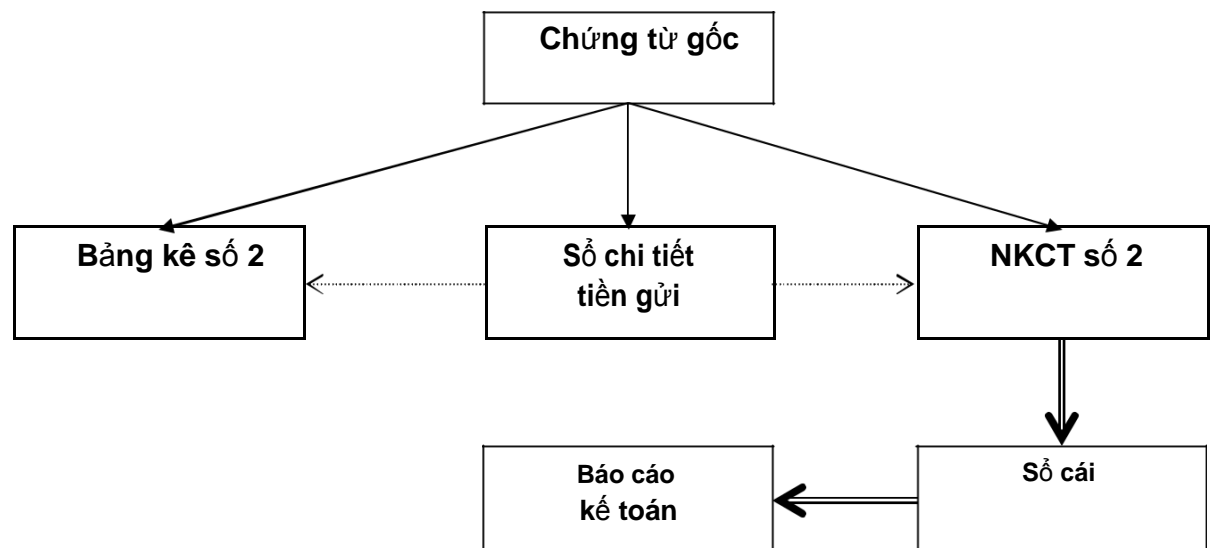 Chứng từ gốc
Bảng kê số 2
Sổ chi tiết
tiền gửi
NKCT số 2
Báo cáo
kế toán
Sổ cái